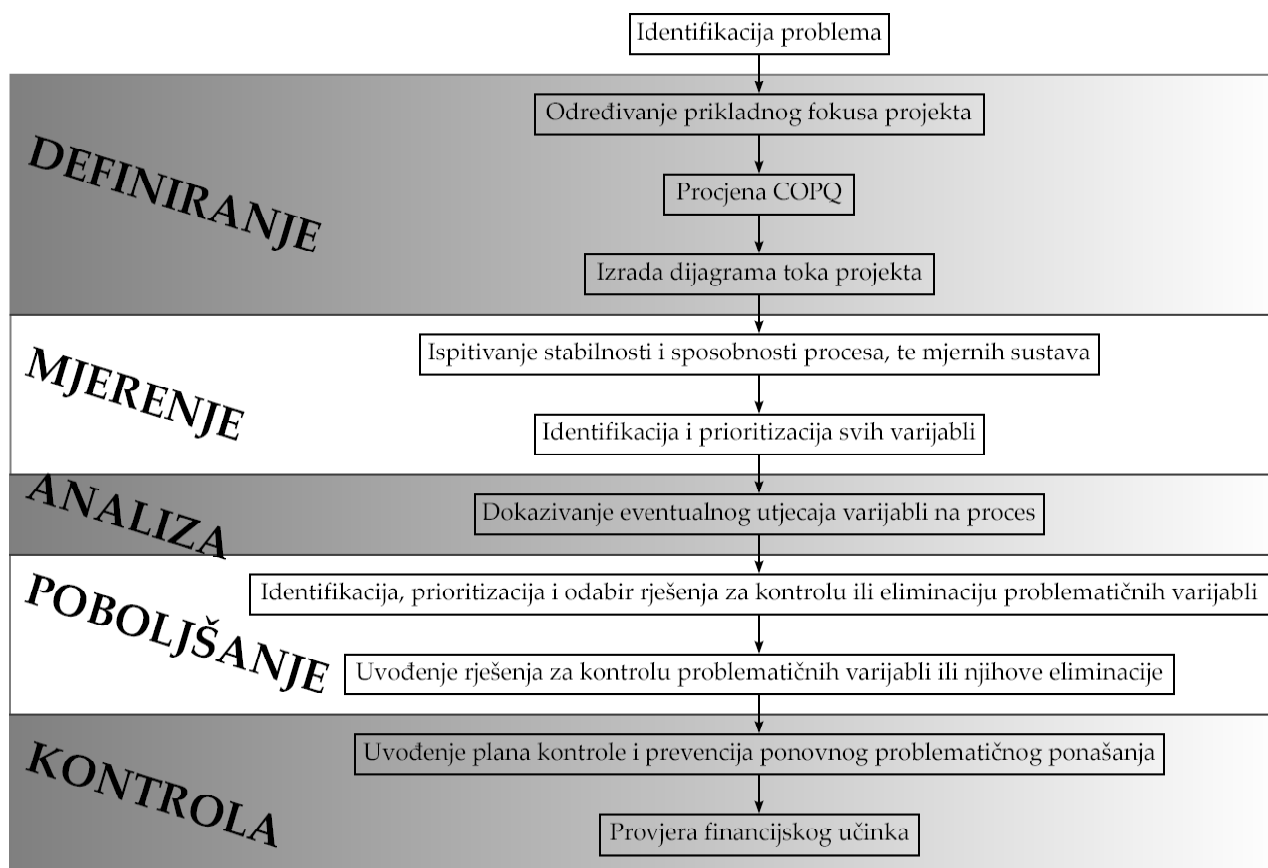 Identifikacija problema
DEFINIRANJE
Određivanje prikladnog fokusa projekta
Procjena COPQ
Izrada dijagrama toka projekta
MJERENJE
Ispitivanje stabilnosti i sposobnosti procesa, te mjernih sustava
Identifikacija i prioritizacija svih varijabli
ANALIZA
Dokazivanje eventualnog utjecaja varijabli na proces
POBOLJŠANJE
Identifikacija, prioritizacija i odabir rješenja za kontrolu ili eliminaciju problematičnih varijabli
Uvođenje rješenja za kontrolu problematičnih varijabli ili njihove eliminacije
KONTROLA
Uvođenje plana kontrole i prevencija ponovnog problematičnog ponašanja
Provjera financijskog učinka